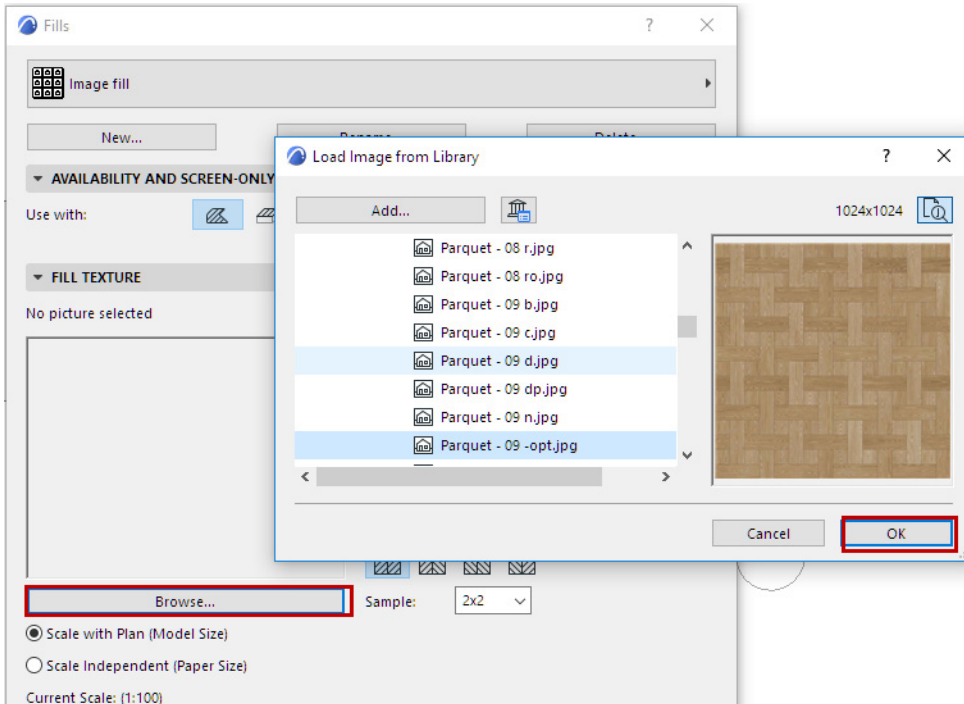 Fills
?
Image fill
New...
Rename...
Delete...
Load Image from Library
?
AVAILABILITY AND SCREEN-ONLY
Add...
1024x1024
Use with:
Parquet - 08 r.jpg
Parquet - 08 ro.jpg
FILL TEXTURE
Parquet - 09 b.jpg
No picture selected
Parquet - 09 c.jpg
Parquet - 09 d.jpg
Parquet - 09 dp.jpg
Parquet - 09 n.jpg
Parquet - 09 -opt.jpg
Cancel
OK
Browse...
Sample:
2x2
Scale with Plan (Model Size)
Scale Independent (Paper Size)
Current Scale: (1:100)